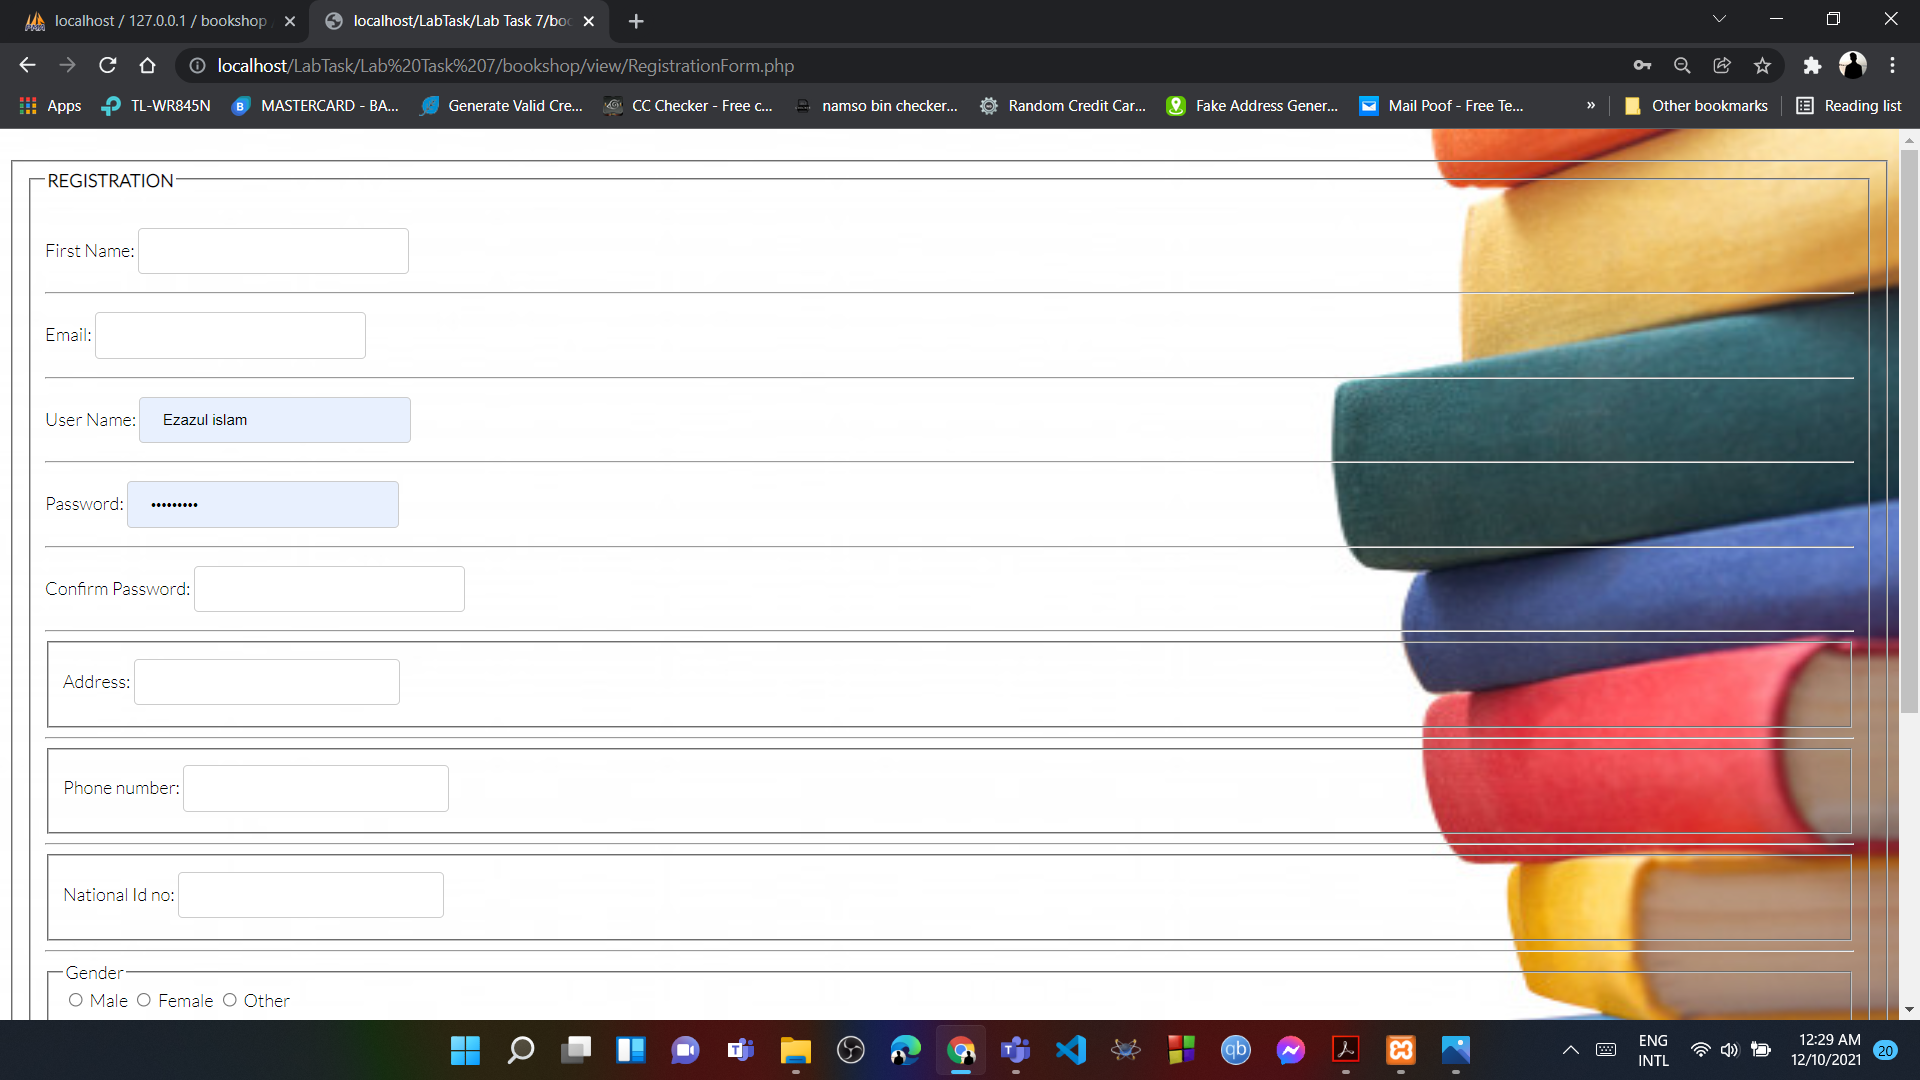 localhost / 127.0.0.1 / bookshop
localhost/LabTask/Lab Task 7/boo
localhost/LabTask/Lab%20Task%207/bookshop/view/RegistrationForm.php
Apps
TL-WR845N
MASTERCARD - BA...
Generate Valid Cre...
CC Checker - Free c...
namso bin checker...
Random Credit Car...
Fake Address Gener...
Mail Poof - Free Te...
»
Other bookmarks
Reading list
REGISTRATION
First Name:
Email:
User Name: Ezazul islam
Password: •••••••••
Confirm Password:
Address:
Phone number:
National Id no:
Gender
Male Female Other
ENG
INTL
12:29 AM
12/10/2021
20